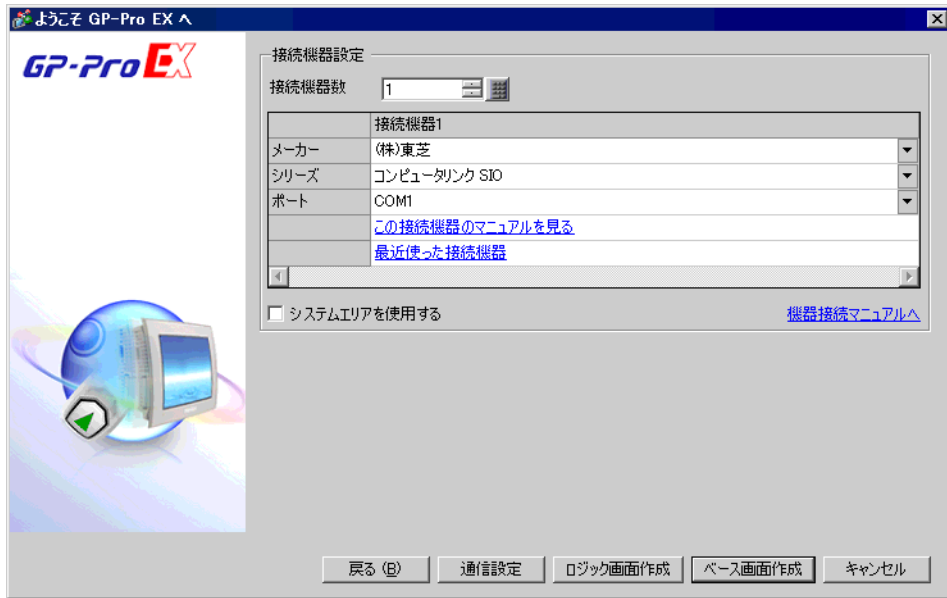 ようこそ GP-Pro EX へ
GP-Pro EX
接続機器設定
接続機器数 1
接続機器1
メーカー (株)東芝
シリーズ コンピュータリンク SIO
ポート COM1
この接続機器のマニュアルを見る
最近使った接続機器
システムエリアを使用する 機器接続マニュアルへ
戻る (B) 通信設定 ロジック画面作成 ベース画面作成 キャンセル